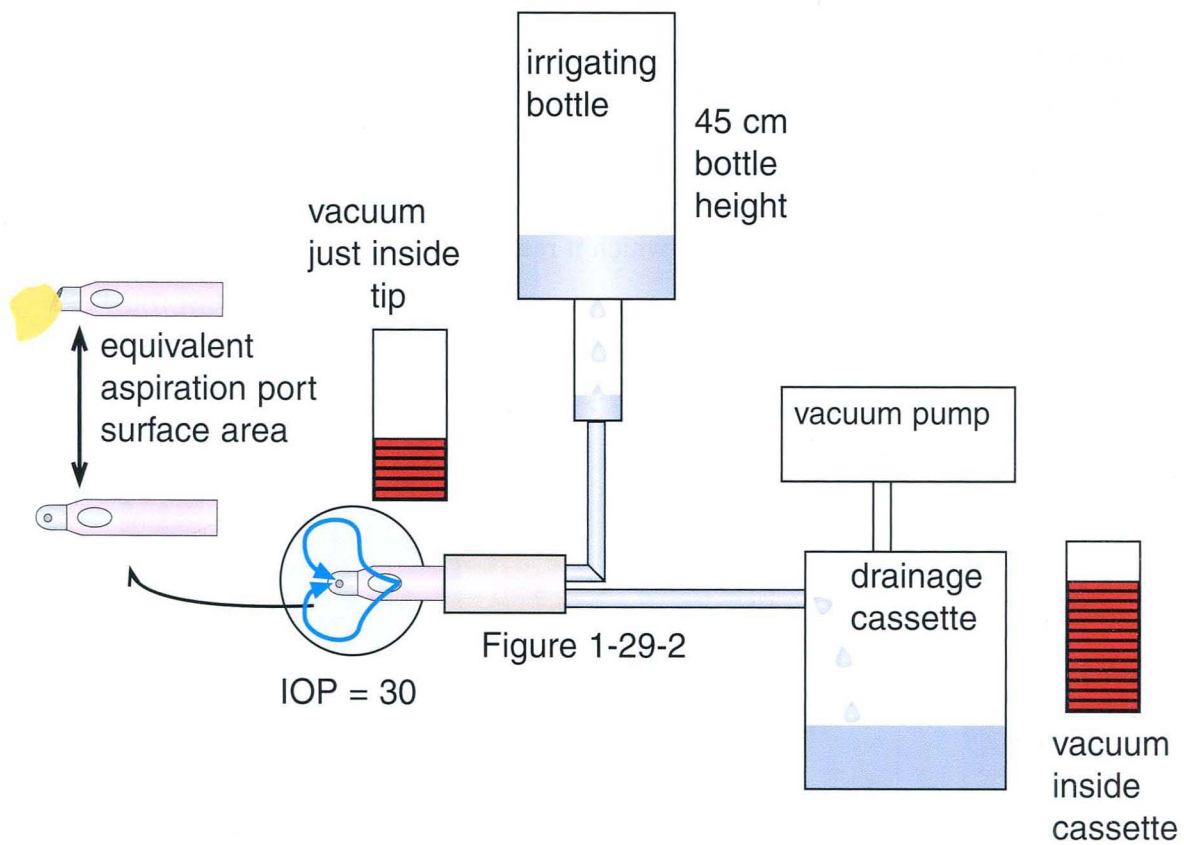 irrigating
bottle
45 cm
bottle
height
vacuum
just inside
tip
equivalent
aspiration port
surface area
vacuum pump
drainage
cassette
Figure 1-29-2
IOP = 30
vacuum
inside
cassette